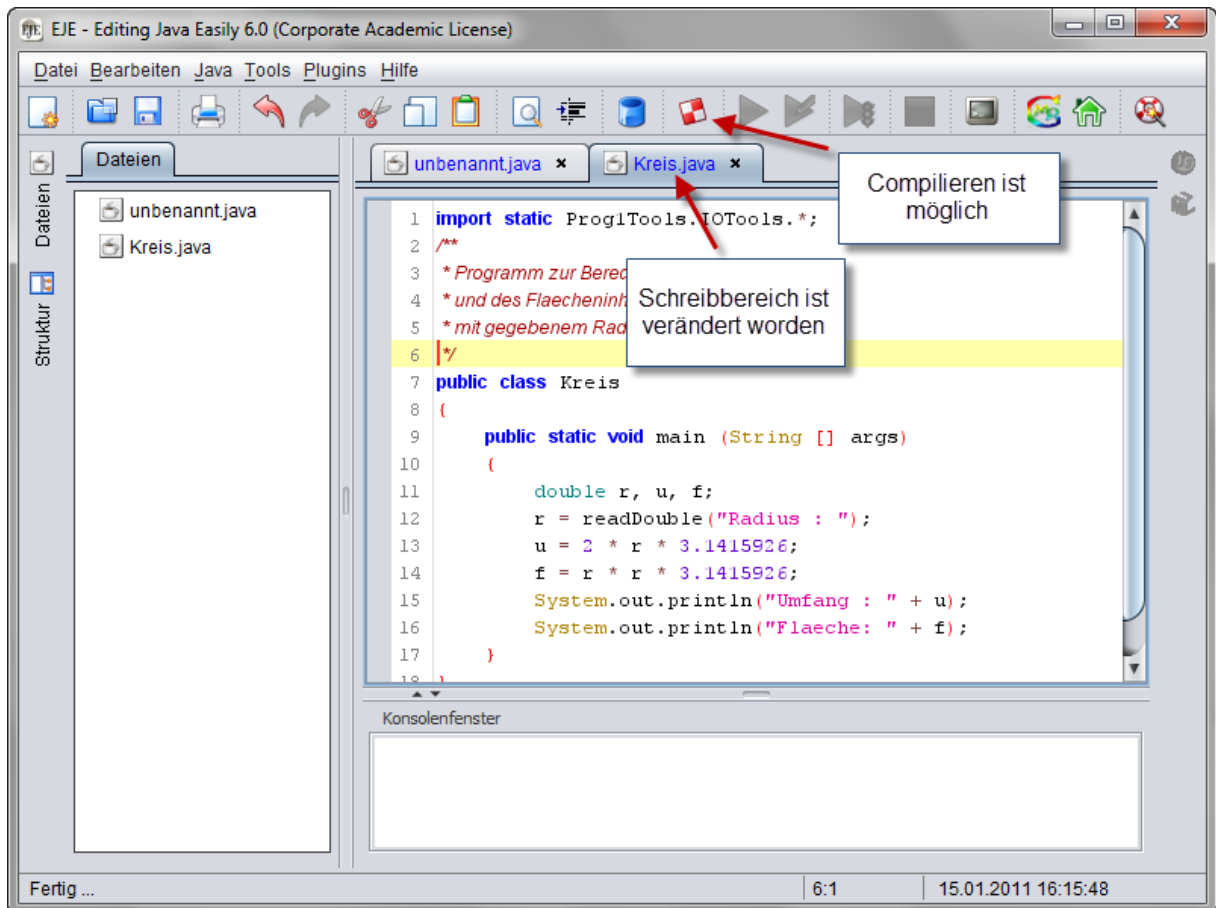 EJE - Editing Java Easily 6.0 (Corporate Academic License)
Datei Bearbeiten Java Tools Plugins Hilfe
Dateien
Struktur
Dateien
unbenannt.java
Kreis.java
unbenannt.java
Kreis.java
Compilieren ist
möglich
Schreibbereich ist
verändert worden
1 import static Prog1Tools.IOTools.*;
2 /**
3 * Programm zur
4 * und des
5 * mit gegebenem
6 */
7 public class Kreis
8 {
9 public static void main (String [] args)
10 {
11 double r, u, f;
12 r = readDouble("Radius : ");
13 u = 2 * r * 3.1415926;
14 f = r * r * 3.1415926;
15 System.out.println("Umfang : " + u);
16 System.out.println("Flaeche: " + f);
17 }
18 }
Konsolenfenster
Fertig ...
6:1
15.01.2011 16:15:48